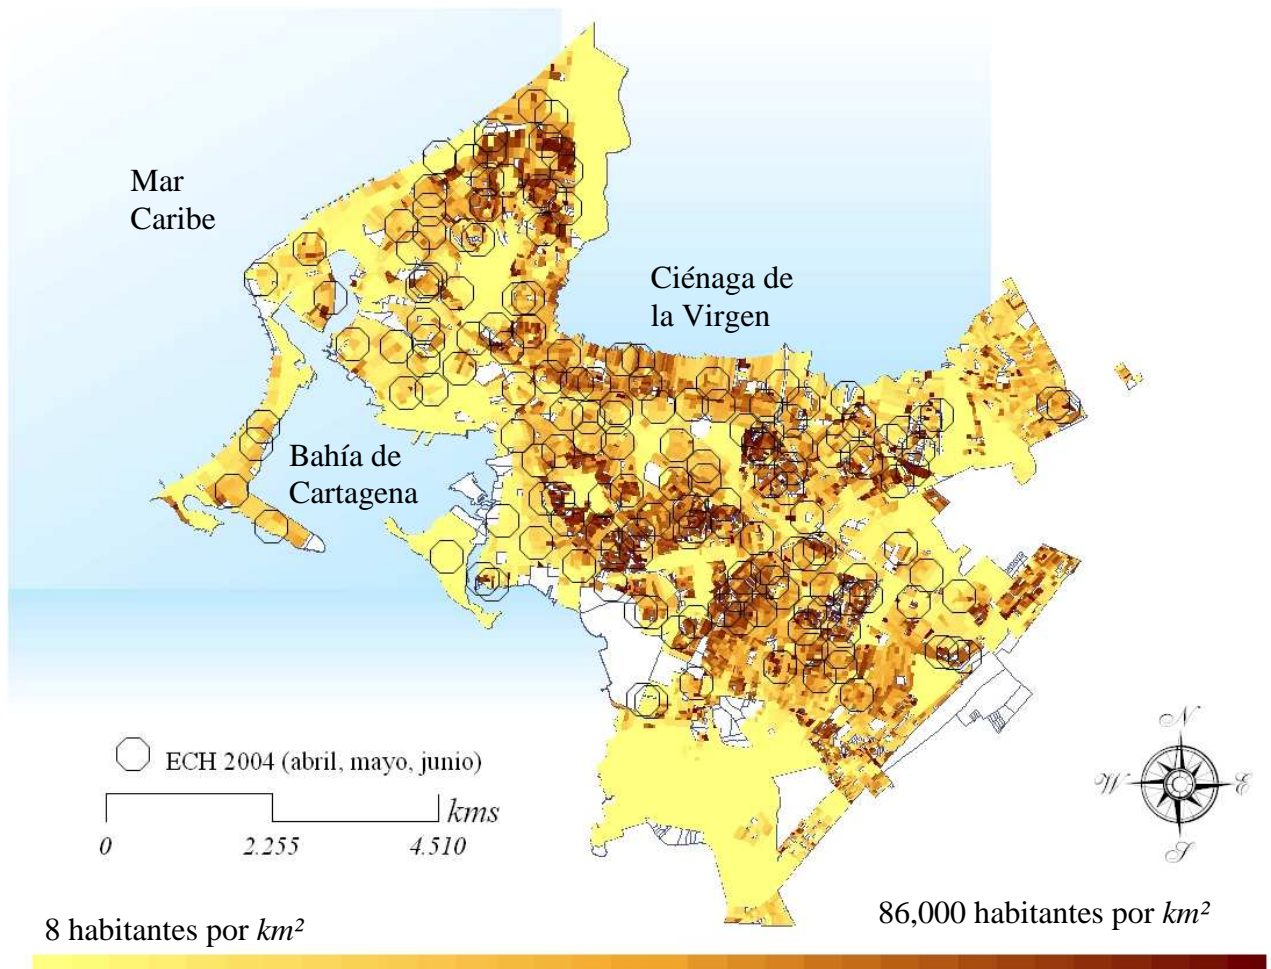 Mar
Caribe
Ciénaga de
la Virgen
Bahía de
Cartagena
ECH 2004 (abril, mayo, junio)
kms
0 2.255 4.510
N
W E
S
8 habitantes por km²
86,000 habitantes por km²